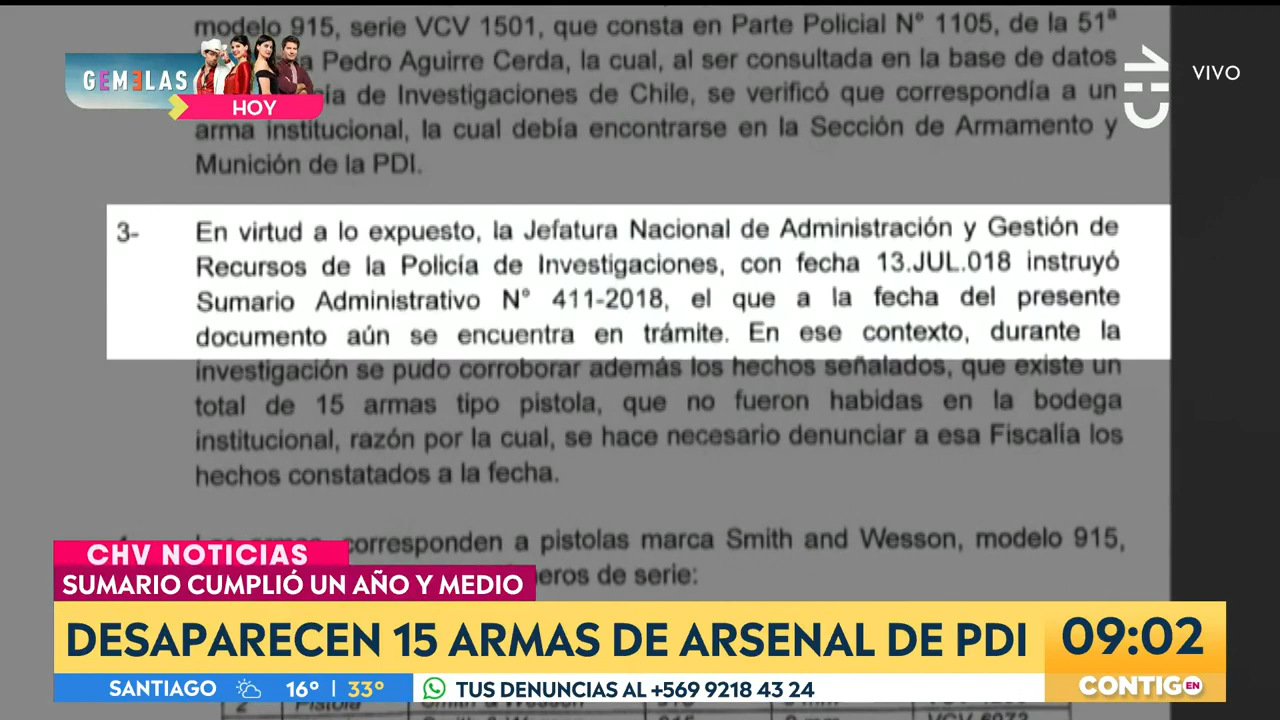 modelo 915, serie VCV 1501, que consta en Parte Policial N° 1105, de la 51ª
Pedro Aguirre Cerda, la cual, al ser consultada en la base de datos
de Investigaciones de Chile, se verificó que correspondía a un
arma institucional, la cual debía encontrarse en la Sección de Armamento y
Munición de la PDI.
GEMELAS
HOY
CHV
VIVO
3- En virtud a lo expuesto, la Jefatura Nacional de Administración y Gestión de
Recursos de la Policía de Investigaciones, con fecha 13.JUL.018 instruyó
Sumario Administrativo N° 411-2018, el que a la fecha del presente
documento aún se encuentra en trámite. En ese contexto, durante la
investigación se pudo corroborar además los hechos señalados, que existe un
total de 15 armas tipo pistola, que no fueron habidas en la bodega
institucional, razón por la cual, se hace necesario denunciar a esa Fiscalía los
hechos constatados a la fecha.
corresponden a pistolas marca Smith and Wesson, modelo 915,
de serie:
CHV NOTICIAS
SUMARIO CUMPLIÓ UN AÑO Y MEDIO
DESAPARECEN 15 ARMAS DE ARSENAL DE PDI
09:02
SANTIAGO 16° | 33°
TUS DENUNCIAS AL +569 9218 43 24
CONTIGO EN